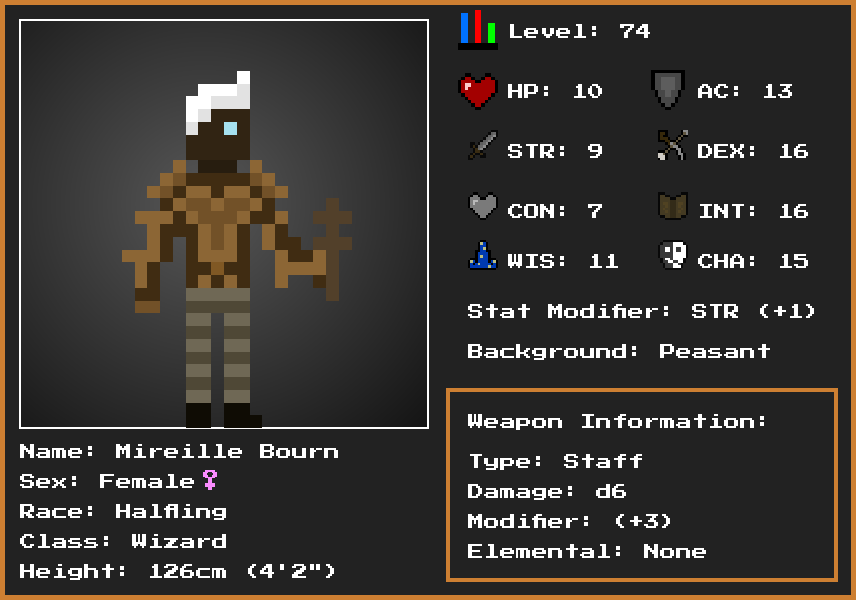 Level: 74
HP: 10
AC: 13
STR: 9
DEX: 16
CON: 7
INT: 16
WIS: 11
CHA: 15
Stat Modifier: STR (+1)
Background: Peasant
Weapon Information:
Type: Staff
Damage: d6
Modifier: (+3)
Elemental: None
Name: Mireille Bourn
Sex: Female♀
Race: Halfling
Class: Wizard
Height: 126cm (4'2")